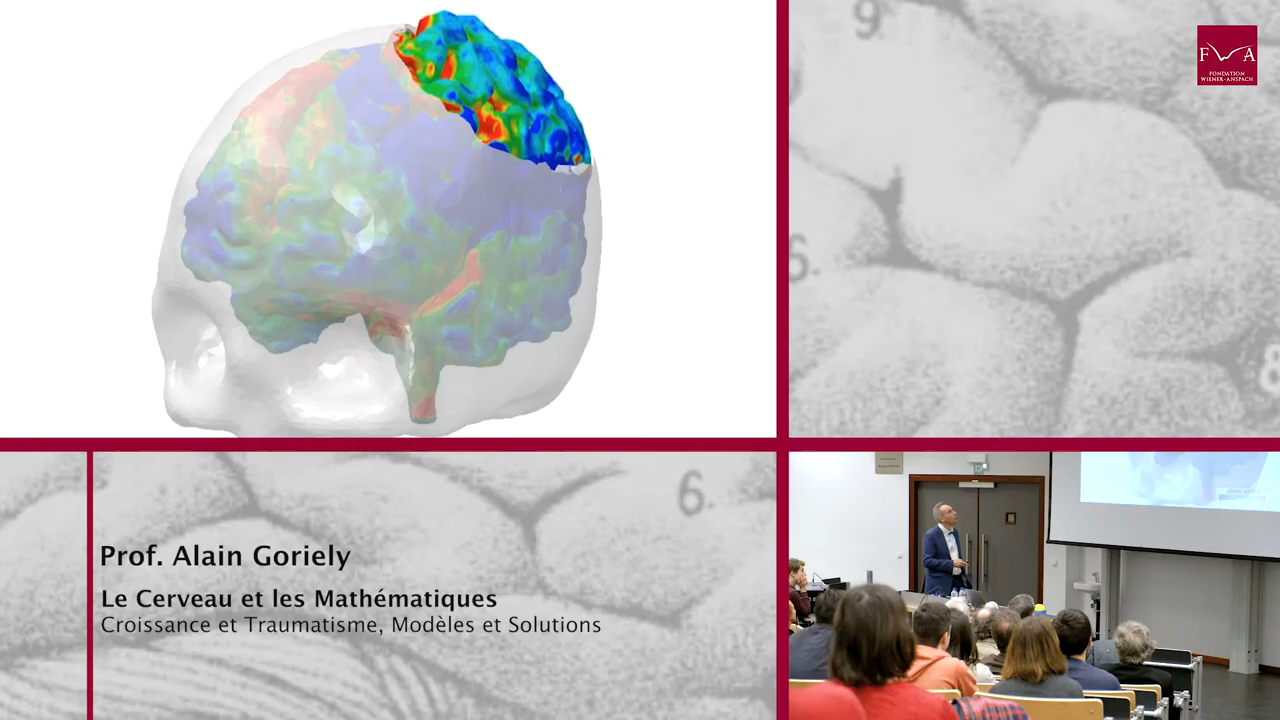 9.
F A
FONDATION
WIENER-ANSPACH
6.
8
6.
Prof. Alain Goriely
Le Cerveau et les Mathématiques
Croissance et Traumatisme, Modèles et Solutions